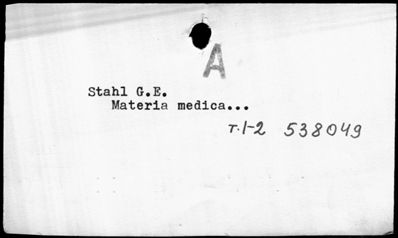 A
Stahl G.E.
Materia medica...
т.1-2 538049